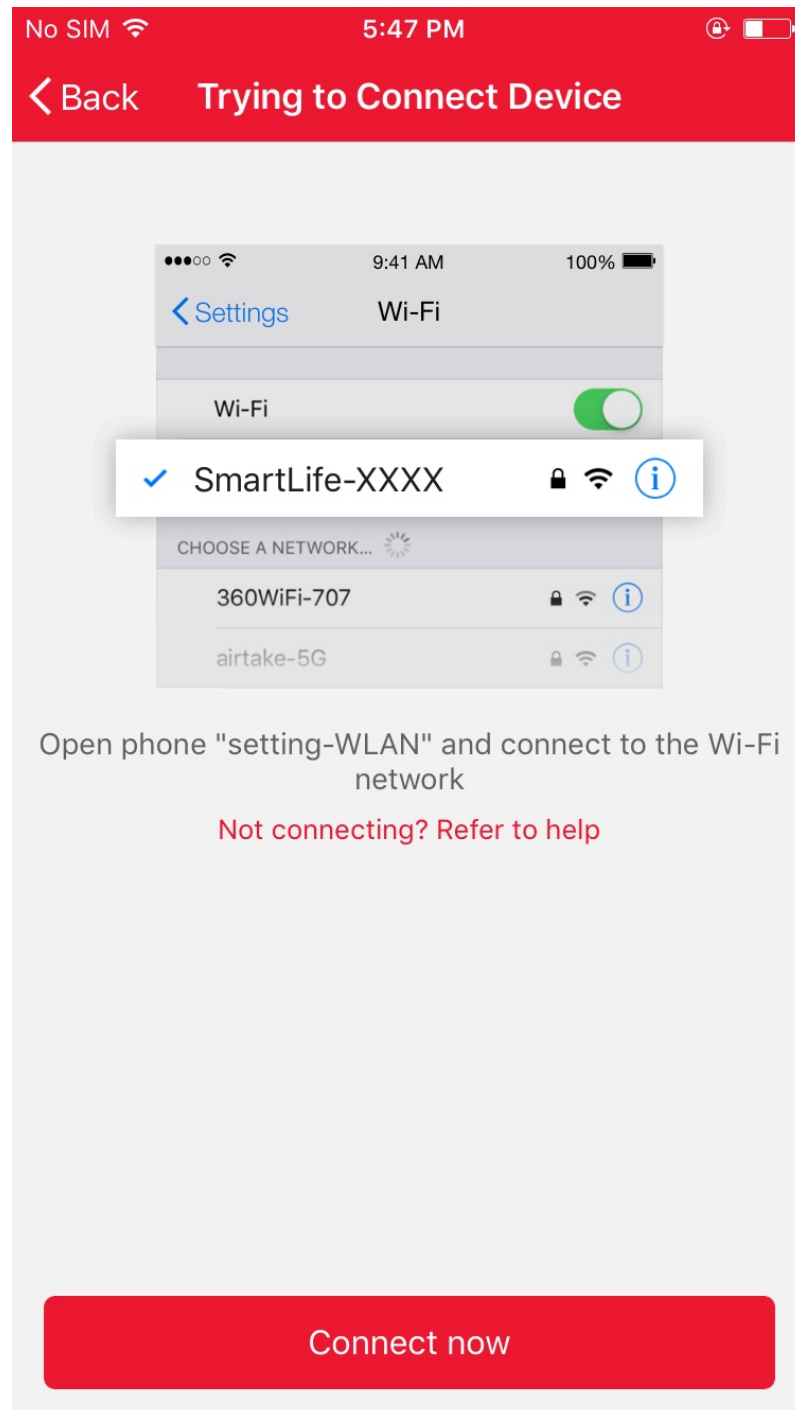 No SIM 5:47 PM
Back Trying to Connect Device
9:41 AM 100%
Settings Wi-Fi
Wi-Fi
SmartLife-XXXX
CHOOSE A NETWORK...
360WiFi-707
airtake-5G
Open phone "setting-WLAN" and connect to the Wi-Fi
network
Not connecting? Refer to help
Connect now